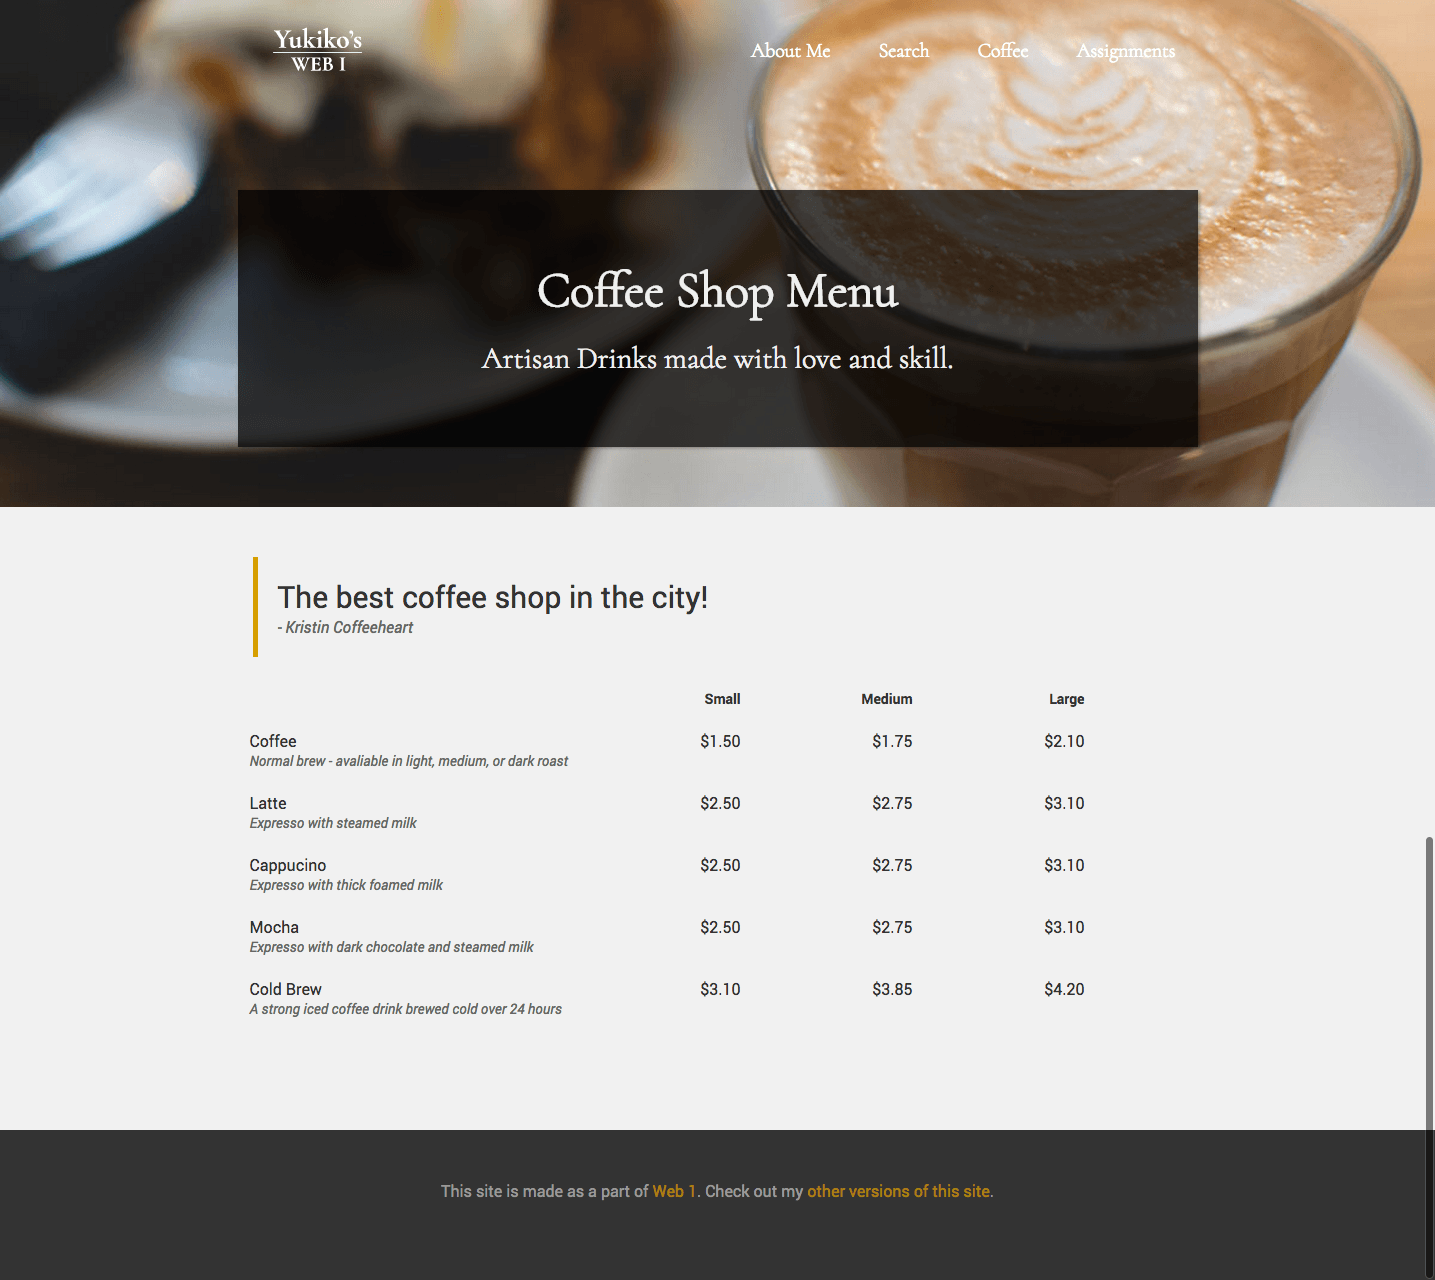 Yukiko's
WEB I
About Me Search Coffee Assignments
Coffee Shop Menu
Artisan Drinks made with love and skill.
The best coffee shop in the city!
- Kristin Coffeeheart
Small Medium Large
Coffee $1.50 $1.75 $2.10
Normal brew - avaliable in light, medium, or dark roast
Latte $2.50 $2.75 $3.10
Expresso with steamed milk
Cappucino $2.50 $2.75 $3.10
Expresso with thick foamed milk
Mocha $2.50 $2.75 $3.10
Expresso with dark chocolate and steamed milk
Cold Brew $3.10 $3.85 $4.20
A strong iced coffee drink brewed cold over 24 hours
This site is made as a part of Web 1. Check out my other versions of this site.